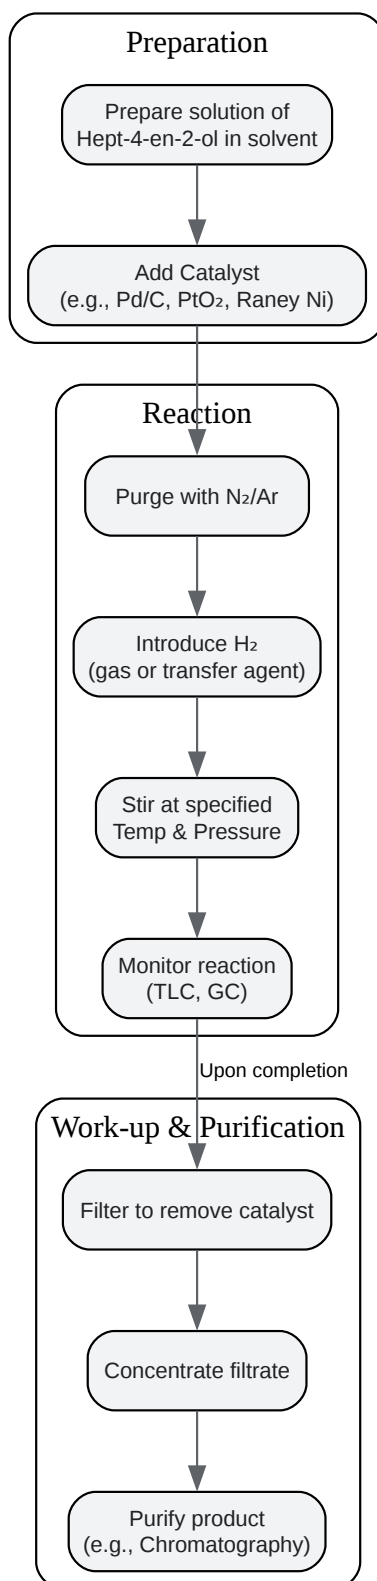 Preparation
Prepare solution of
Hept-4-en-2-ol in solvent
Add Catalyst
(e.g., Pd/C, PtO₂, Raney Ni)
Reaction
Purge with N₂/Ar
Introduce H₂
(gas or transfer agent)
Stir at specified
Temp & Pressure
Monitor reaction
(TLC, GC)
Upon completion
Work-up & Purification
Filter to remove catalyst
Concentrate filtrate
Purify product
(e.g., Chromatography)